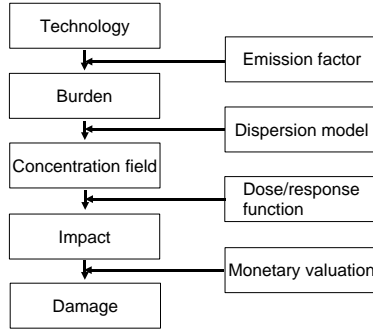 Technology
Emission factor
Burden
Dispersion model
Concentration field
Dose/response
function
Impact
Monetary valuation
Damage